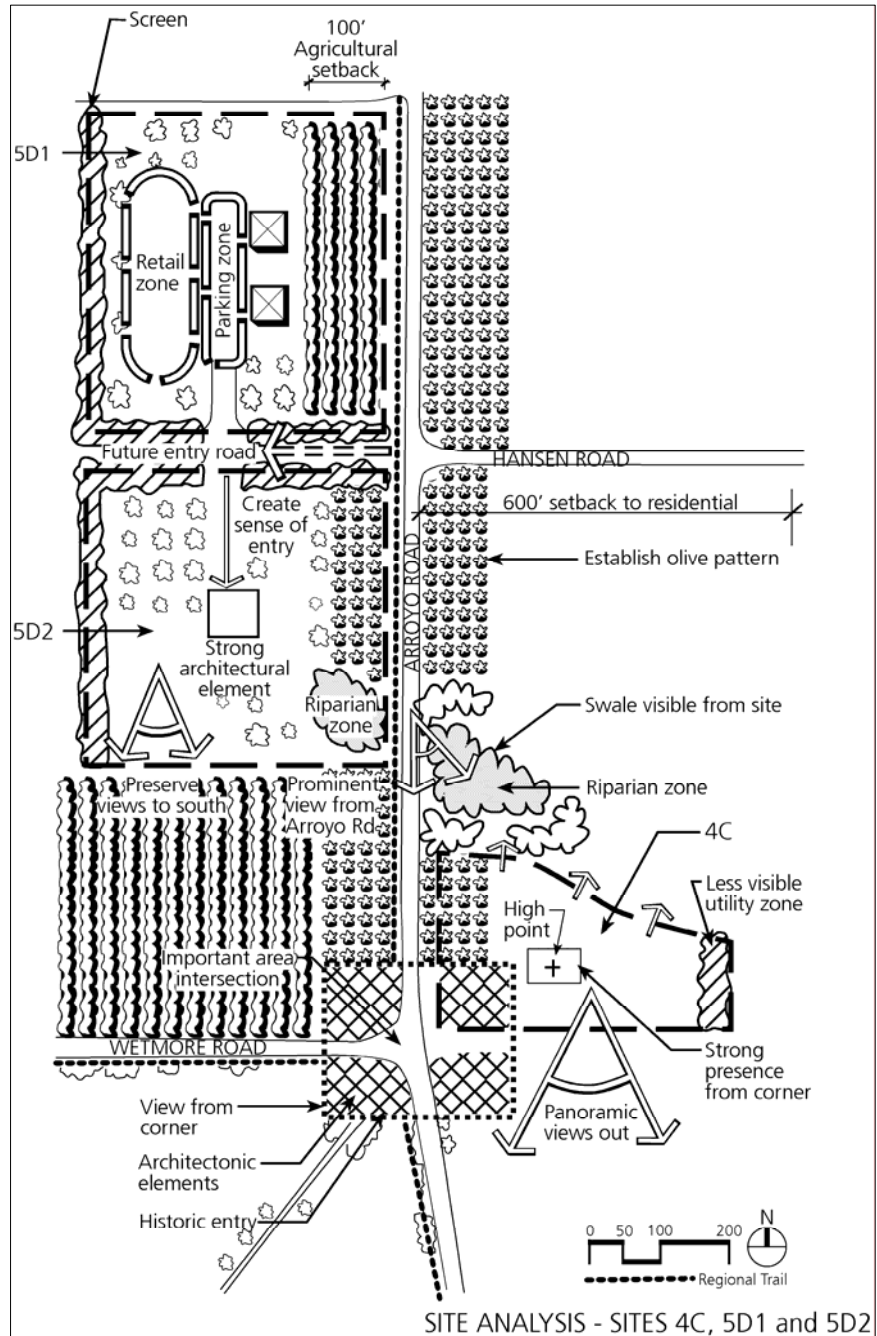 Screen
100'
Agricultural
setback
5D1
Retail
zone
Parking zone
Future entry road
HANSEN ROAD
Create
sense of
entry
600' setback to residential
ARROYO ROAD
Establish olive pattern
5D2
Strong
architectural
element
Riparian
zone
Swale visible from site
Riparian zone
Preserve
views to south
Prominent
view from
Arroyo Rd
4C
Less visible
utility zone
High
point
+
Important area
intersection
WETMORE ROAD
Strong
presence
from corner
Panoramic
views out
View from
corner
Architectonic
elements
Historic entry
0 50 100 200
N
Regional Trail
SITE ANALYSIS - SITES 4C, 5D1 and 5D2